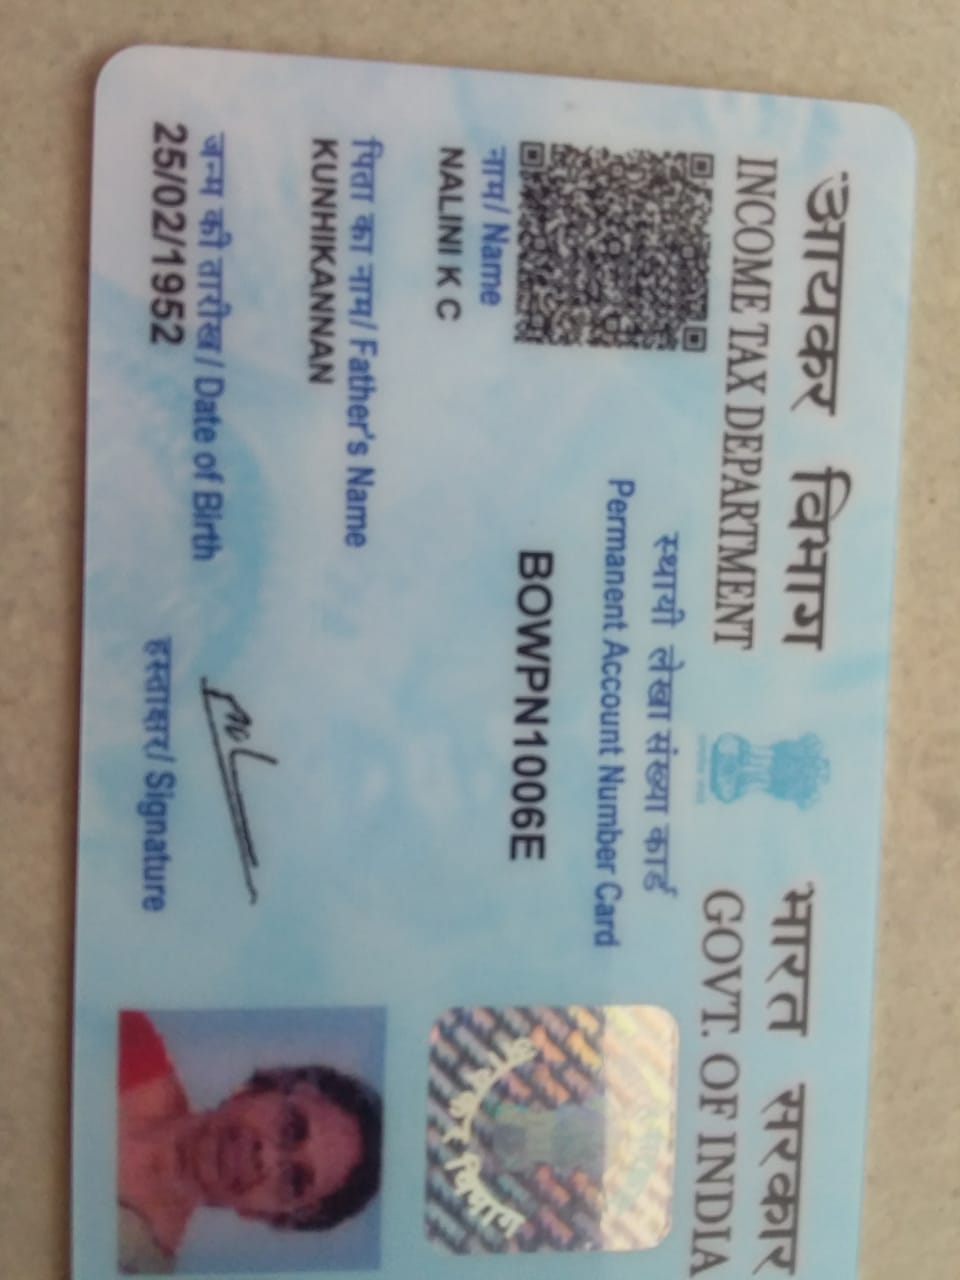 आयकर विभाग
INCOME TAX DEPARTMENT
भारत सरकार
GOVT. OF INDIA
स्थायी लेखा संख्या कार्ड
Permanent Account Number Card
BOWPN1006E
नाम/ Name
NALINI K C
पिता का नाम/ Father's Name
KUNHIKANNAN
जन्म की तारीख/ Date of Birth
25/02/1952
हस्ताक्षर/ Signature
आयकर विभाग